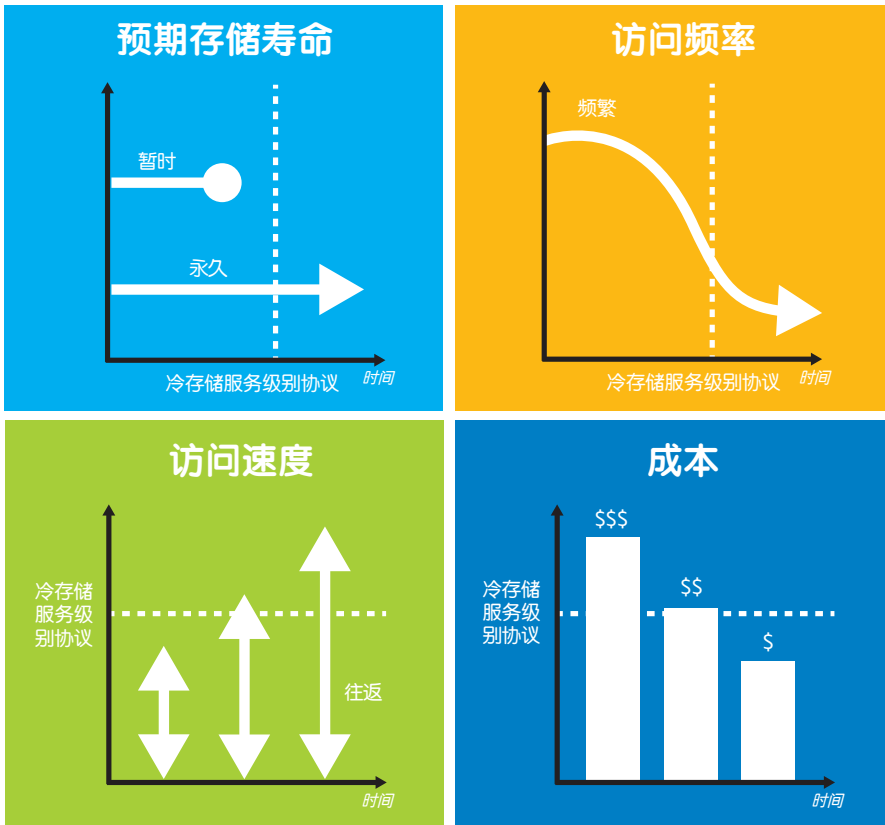 预期存储寿命
暂时
永久
冷存储服务级别协议
时间
访问频率
频繁
冷存储服务级别协议
时间
访问速度
冷存储
服务级
别协议
往返
时间
成本
$$$
$$
$
冷存储
服务级
别协议
时间